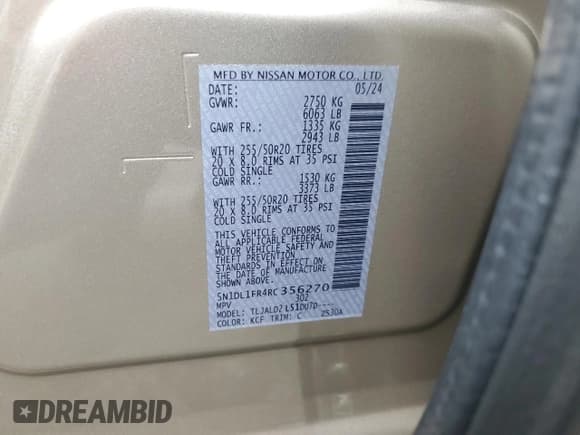 MFD BY NISSAN MOTOR CO., LTD.
DATE: 05/24
GVWR: 2750 KG
6063 LB
GAWR FR.: 1335 KG
2943 LB
WITH 255/50R20 TIRES
20 X 8.0 RIMS AT 35 PSI
COLD SINGLE
GAWR RR.: 1530 KG
3373 LB
WITH 255/50R20 TIRES
20 X 8.0 RIMS AT 35 PSI
COLD SINGLE
THIS VEHICLE CONFORMS TO
ALL APPLICABLE FEDERAL
MOTOR VEHICLE SAFETY AND
THEFT PREVENTION
STANDARDS IN EFFECT ON
THE DATE OF MANUFACTURE
SHOWN ABOVE.
5N1DL1FR4RC356270
MPV 302
MODEL: TLJALDZ L51DUTD----
COLOR: KCF TRIM: C 2530A
DREAMBID